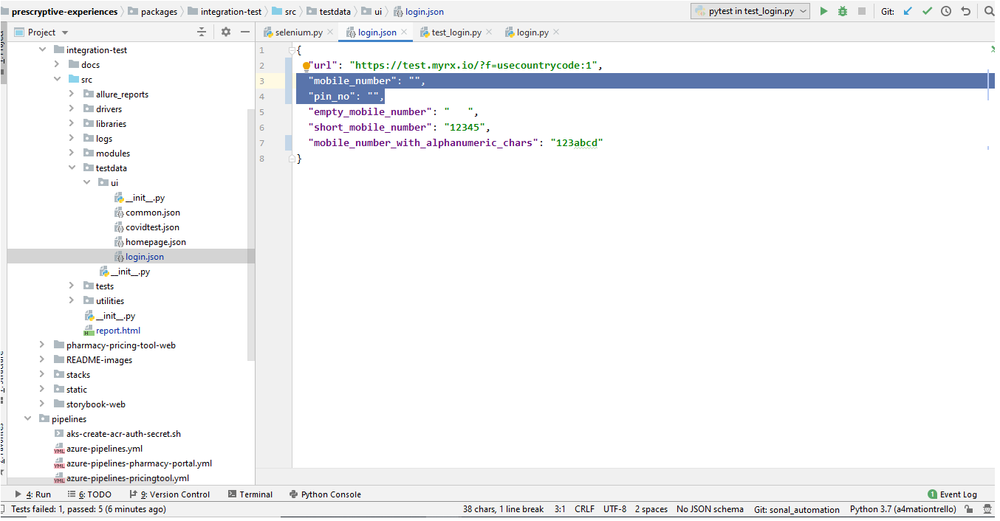 prescryptive-experiences packages integration-test src testdata ui login.json pytest in test_login.py Git:
Project selenium.py login.json test_login.py login.py
integration-test
docs
src
allure_reports
drivers
libraries
logs
modules
testdata
ui
__init__.py
common.json
covidtest.json
homepage.json
login.json
__init__.py
tests
utilities
__init__.py
report.html
pharmacy-pricing-tool-web
README-images
stacks
static
storybook-web
pipelines
aks-create-acr-auth-secret.sh
azure-pipelines.yml
azure-pipelines-pharmacy-portal.yml
azure-pipelines-pricingtool.yml
1 {
2 "url": "https://test.myrx.io/?f=usecountrycode:1",
3 "mobile_number": "",
4 "pin_no": "",
5 "empty_mobile_number": "   ",
6 "short_mobile_number": "12345",
7 "mobile_number_with_alphanumeric_chars": "123abcd"
8 }
4: Run 6: TODO 9: Version Control Terminal Python Console 1 Event Log
Tests failed: 1, passed: 5 (6 minutes ago) 38 chars, 1 line break 3:1 CRLF UTF-8 2 spaces No JSON schema Git: sonal_automation Python 3.7 (a4mationtrello)